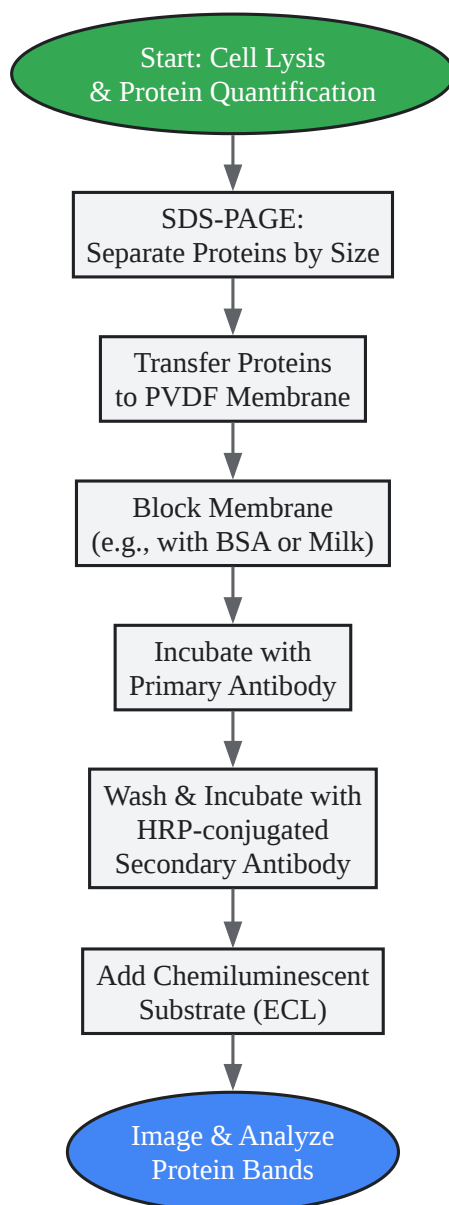 Start: Cell Lysis
& Protein Quantification
SDS-PAGE:
Separate Proteins by Size
Transfer Proteins
to PVDF Membrane
Block Membrane
(e.g., with BSA or Milk)
Incubate with
Primary Antibody
Wash & Incubate with
HRP-conjugated
Secondary Antibody
Add Chemiluminescent
Substrate (ECL)
Image & Analyze
Protein Bands